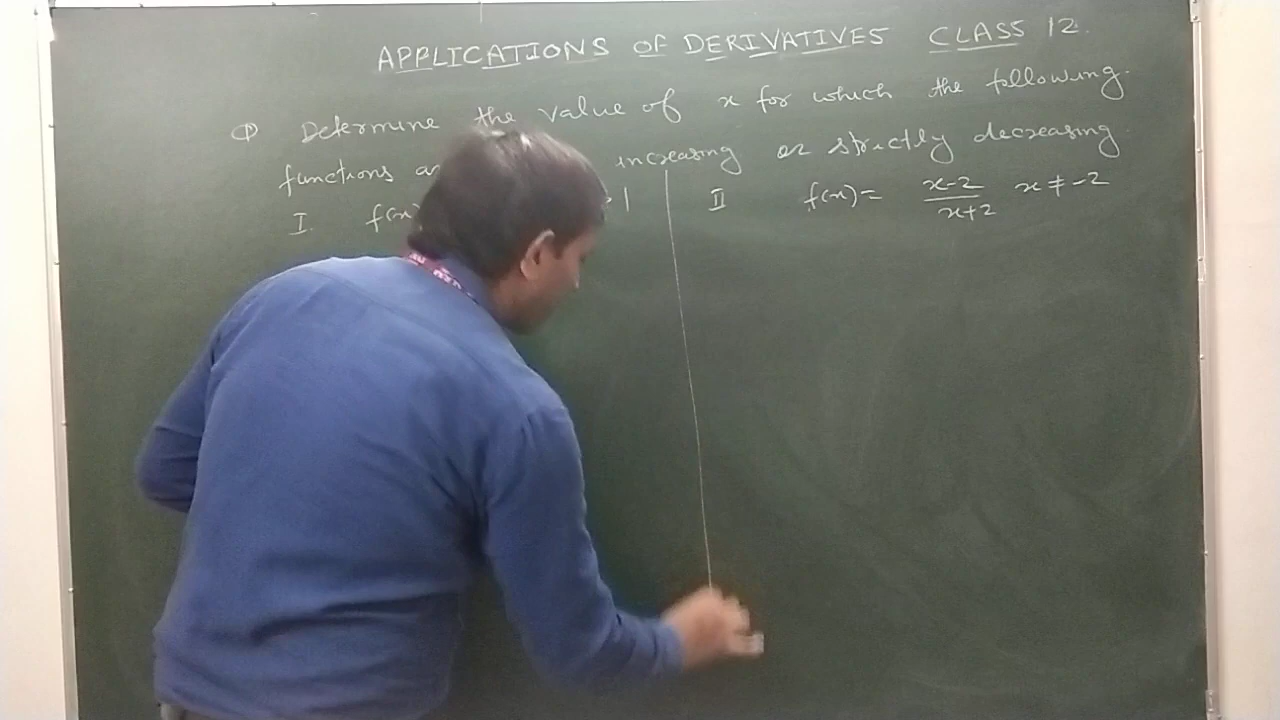 APPLICATIONS OF DERIVATIVES CLASS 12.
Q Determine the value of x for which the following.
functions increasing or strictly decreasing
I. f(x) II f(x) = x-2/x+2 x ≠ -2